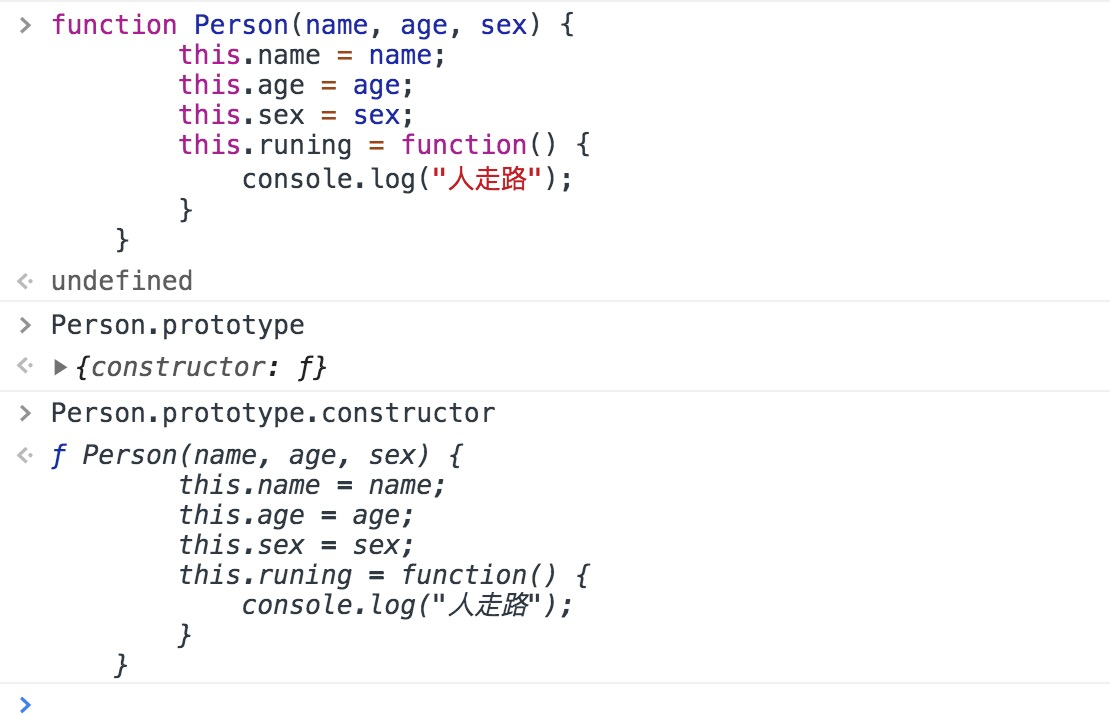 > function Person(name, age, sex) {
        this.name = name;
        this.age = age;
        this.sex = sex;
        this.runing = function() {
            console.log("人走路");
        }
    }
undefined
> Person.prototype
▶ {constructor: ƒ}
> Person.prototype.constructor
ƒ Person(name, age, sex) {
        this.name = name;
        this.age = age;
        this.sex = sex;
        this.runing = function() {
            console.log("人走路");
        }
    }
>